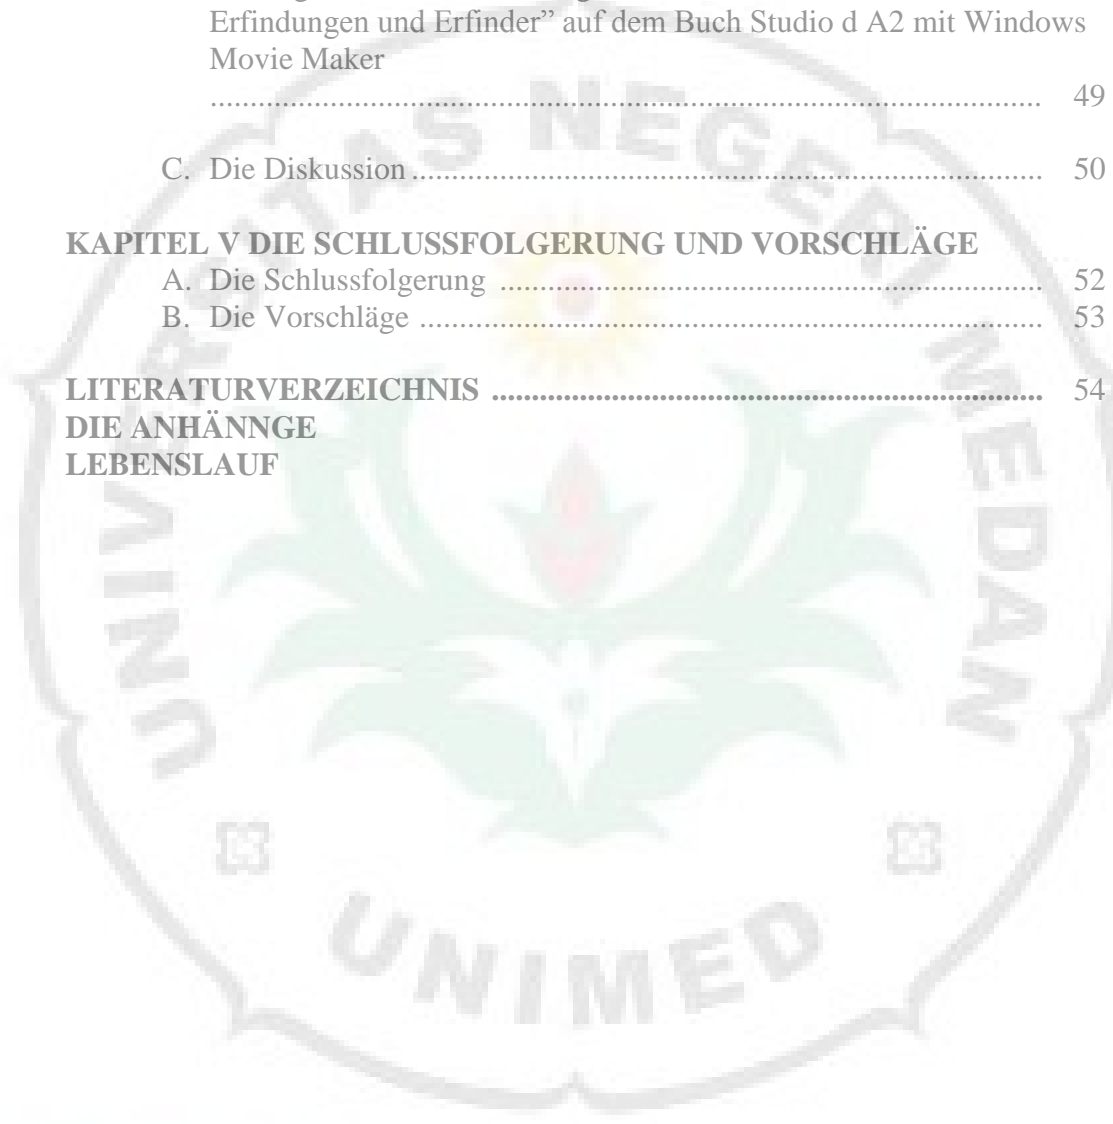 Erfindungen und Erfinder” auf dem Buch Studio d A2 mit Windows
Movie Maker
....................................................................................................... 49
C. Die Diskussion .............................................................................. 50
KAPITEL V DIE SCHLUSSFOLGERUNG UND VORSCHLÄGE
A. Die Schlussfolgerung .................................................................... 52
B. Die Vorschläge .............................................................................. 53
LITERATURVERZEICHNIS .................................................................... 54
DIE ANHÄNNGE
LEBENSLAUF
UNIVERSITAS NEGERI MEDAN
UNIMED